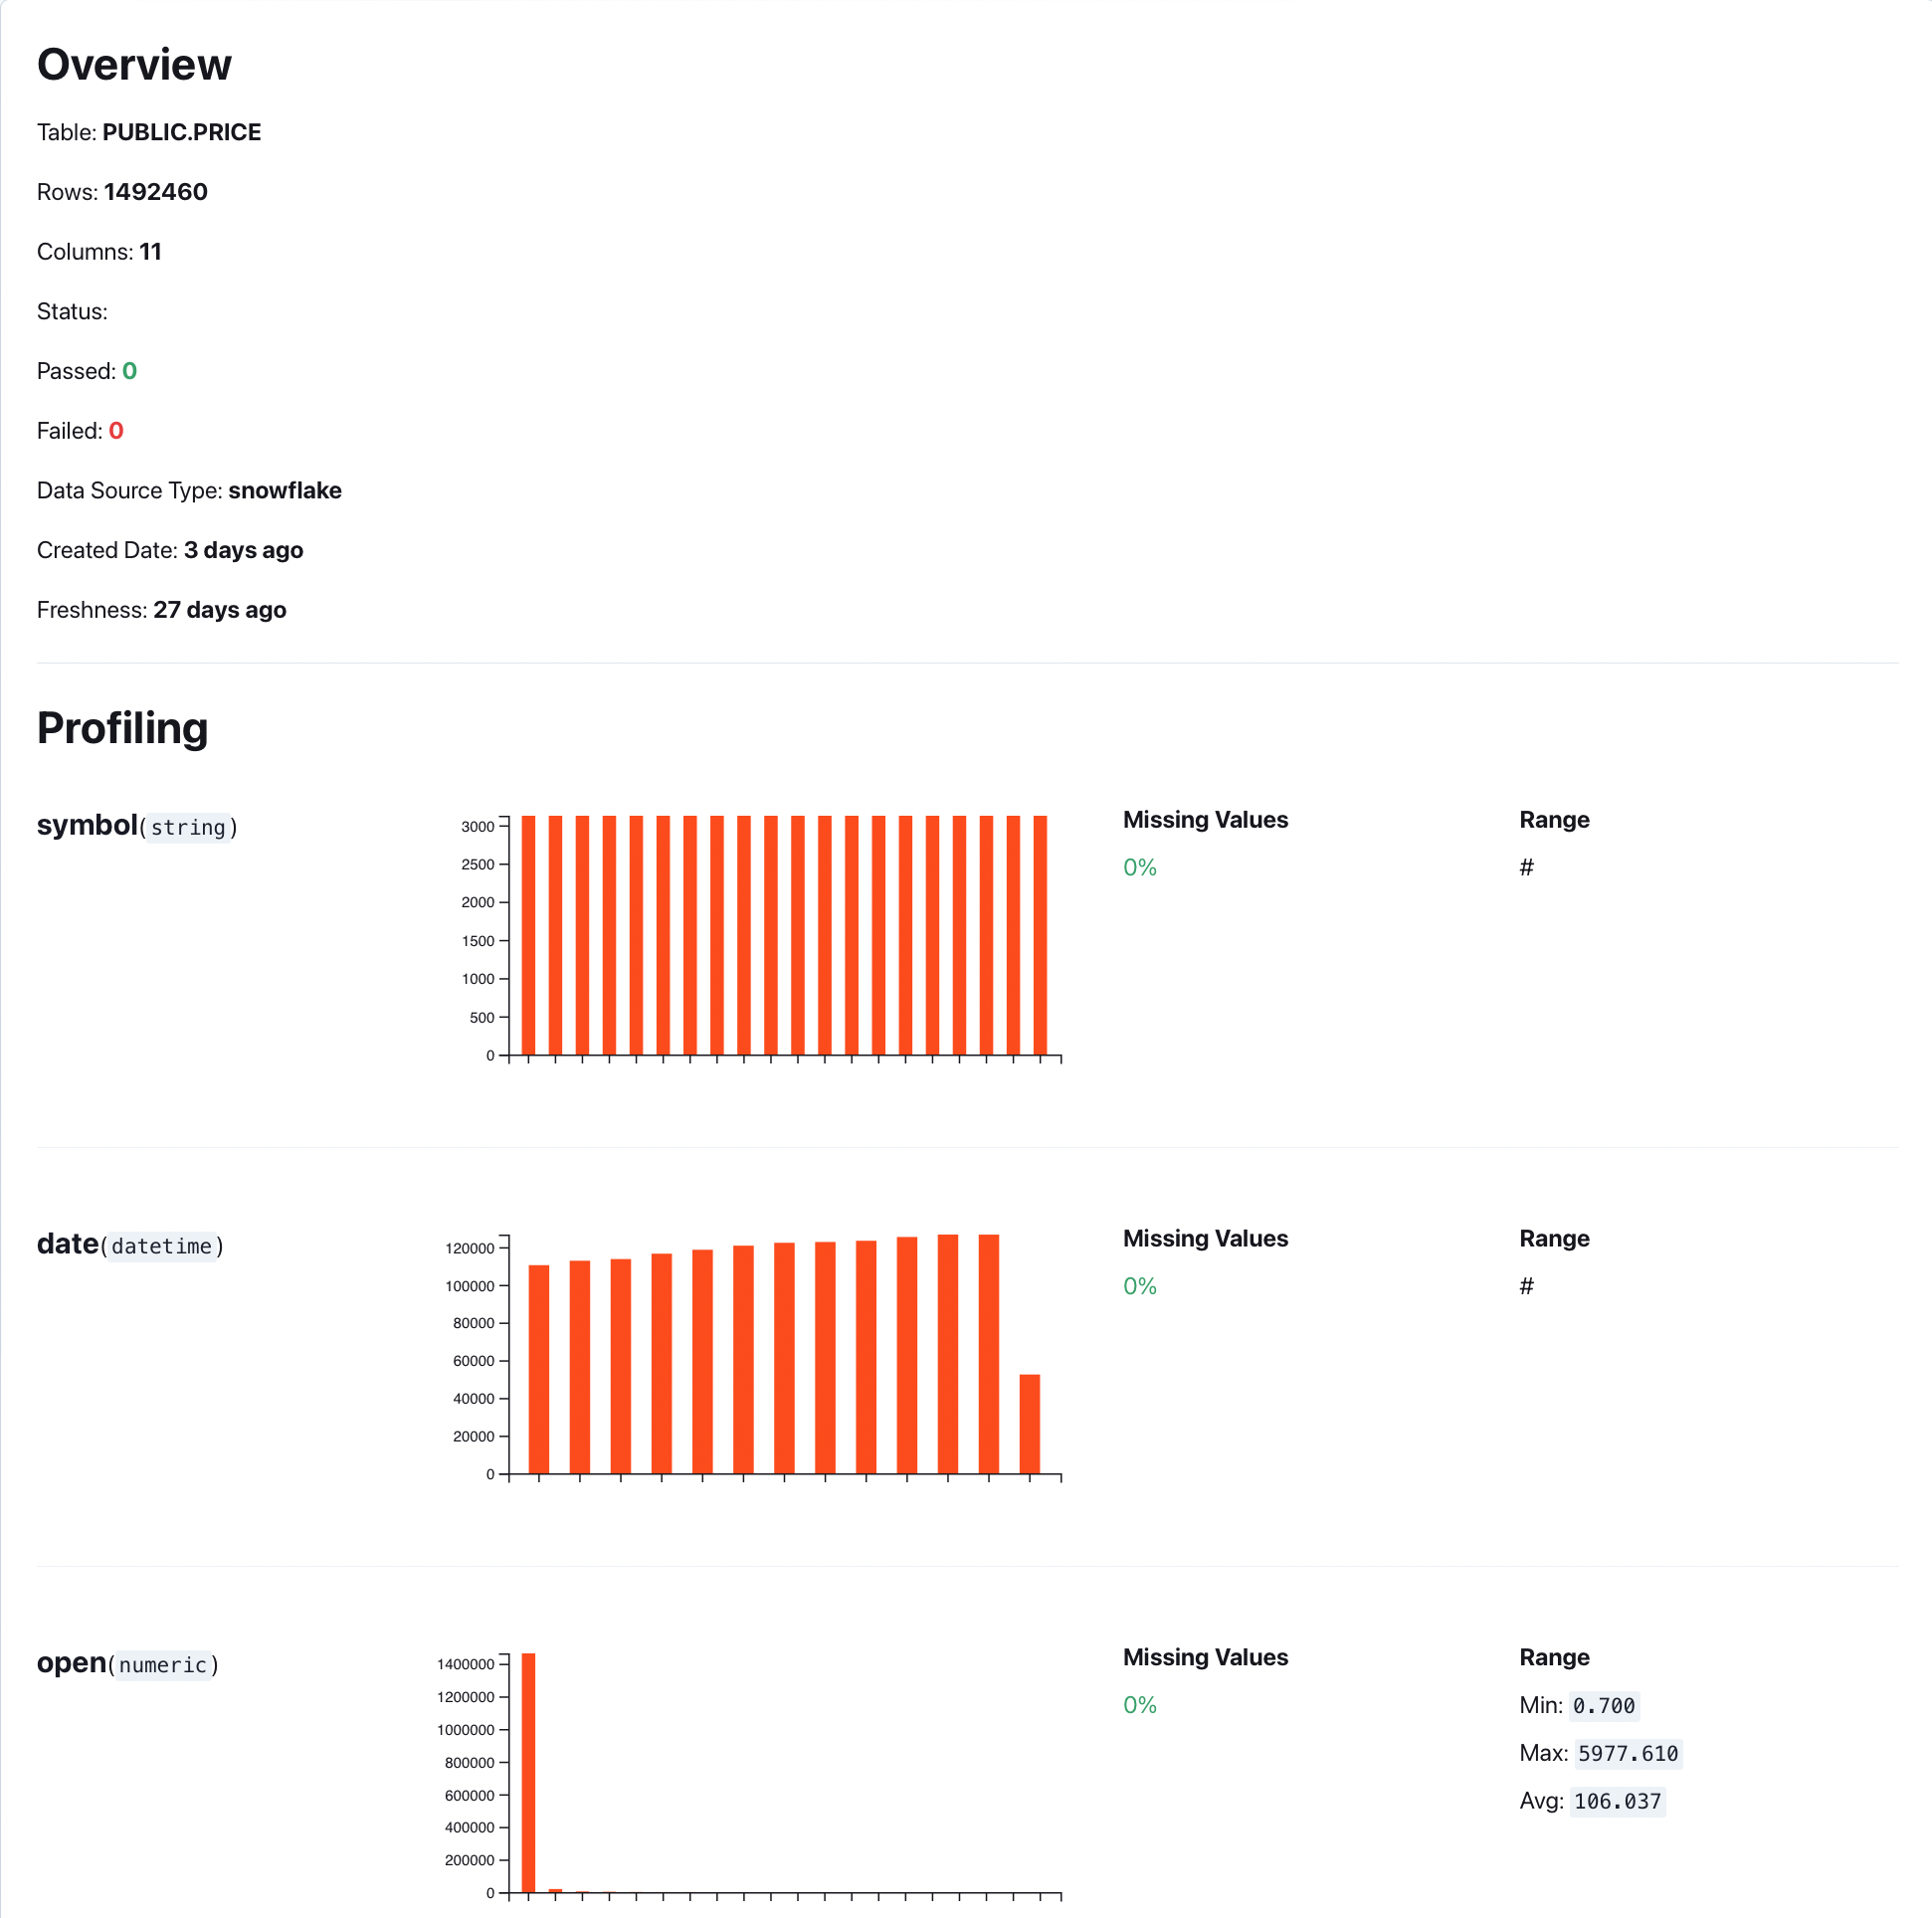 Overview
Table: PUBLIC.PRICE
Rows: 1492460
Columns: 11
Status:
Passed: 0
Failed: 0
Data Source Type: snowflake
Created Date: 3 days ago
Freshness: 27 days ago
Profiling
symbol(string)
3000
2500
2000
1500
1000
500
0
Missing Values
0%
Range
#
date(datetime)
120000
100000
80000
60000
40000
20000
0
Missing Values
0%
Range
#
open(numeric)
1400000
1200000
1000000
800000
600000
400000
200000
0
Missing Values
0%
Range
Min: 0.700
Max: 5977.610
Avg: 106.037